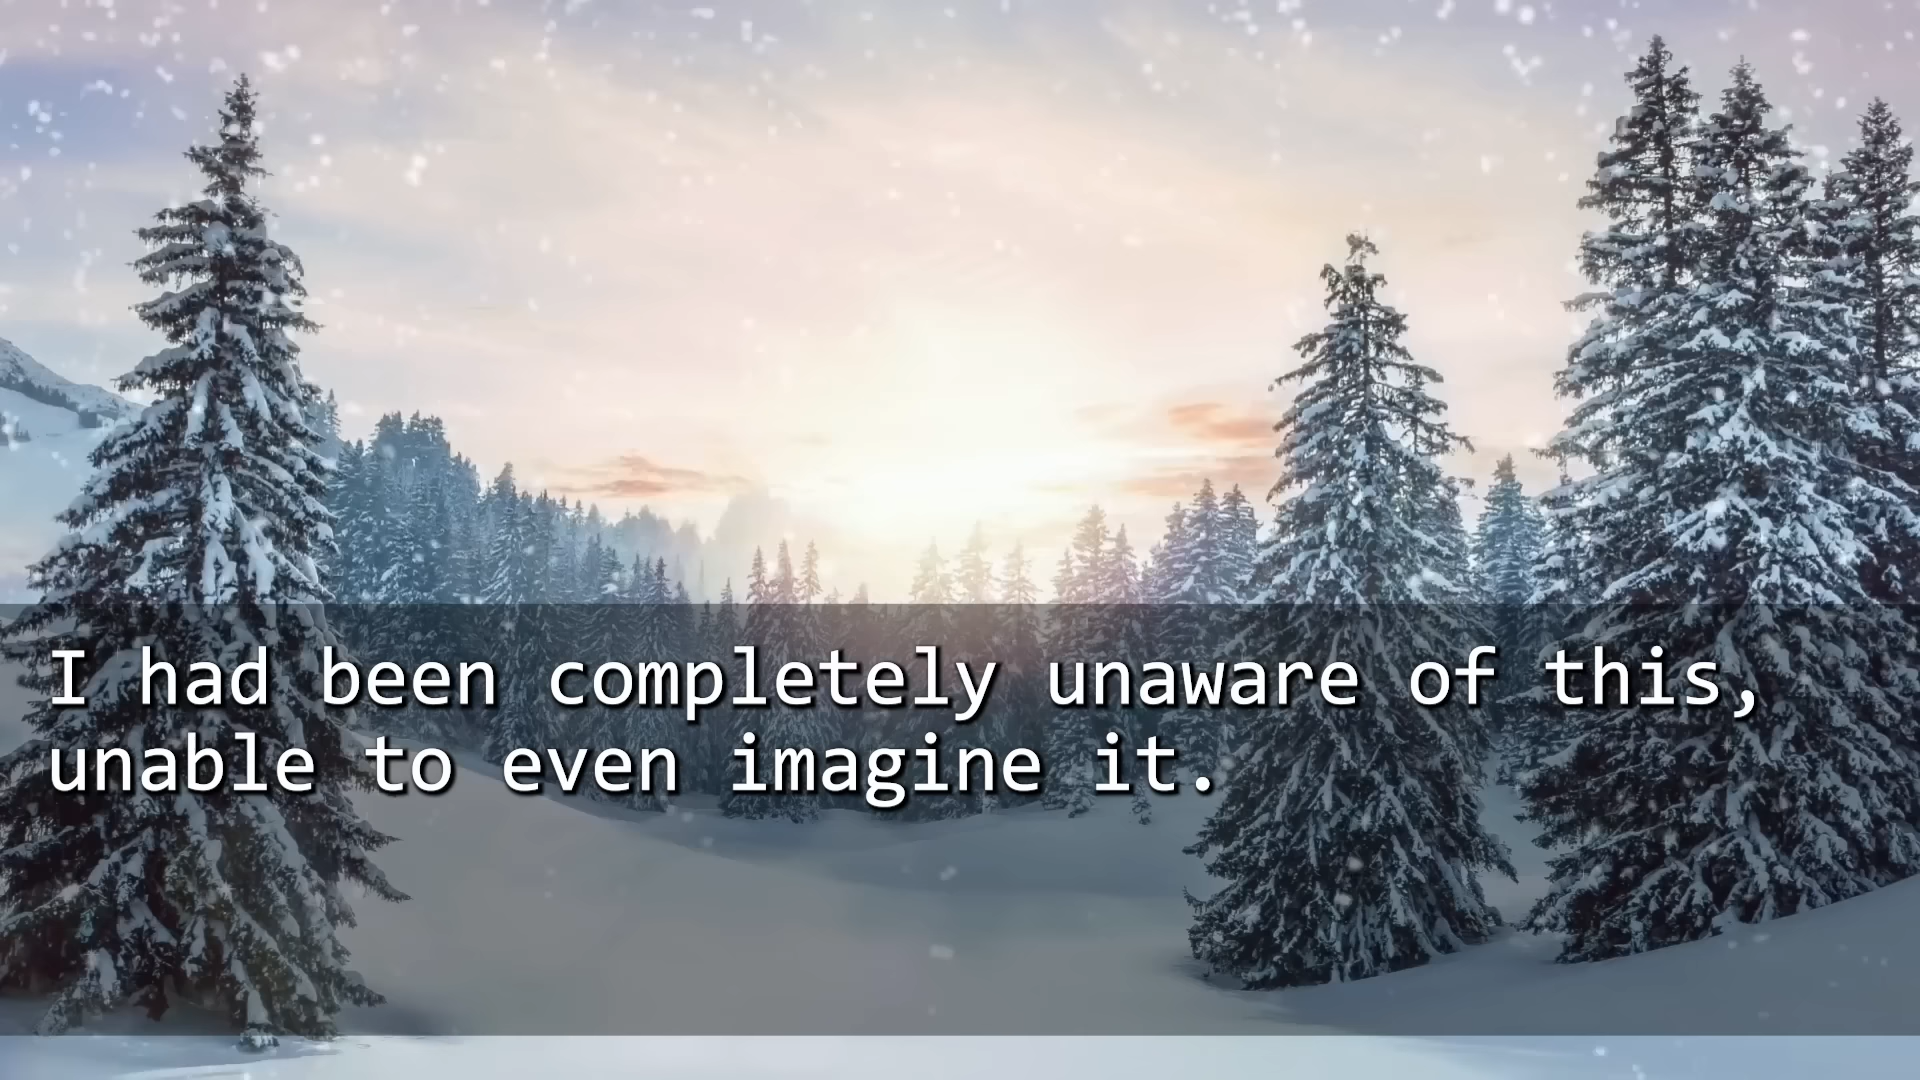 I had been completely unaware of this,
unable to even imagine it.